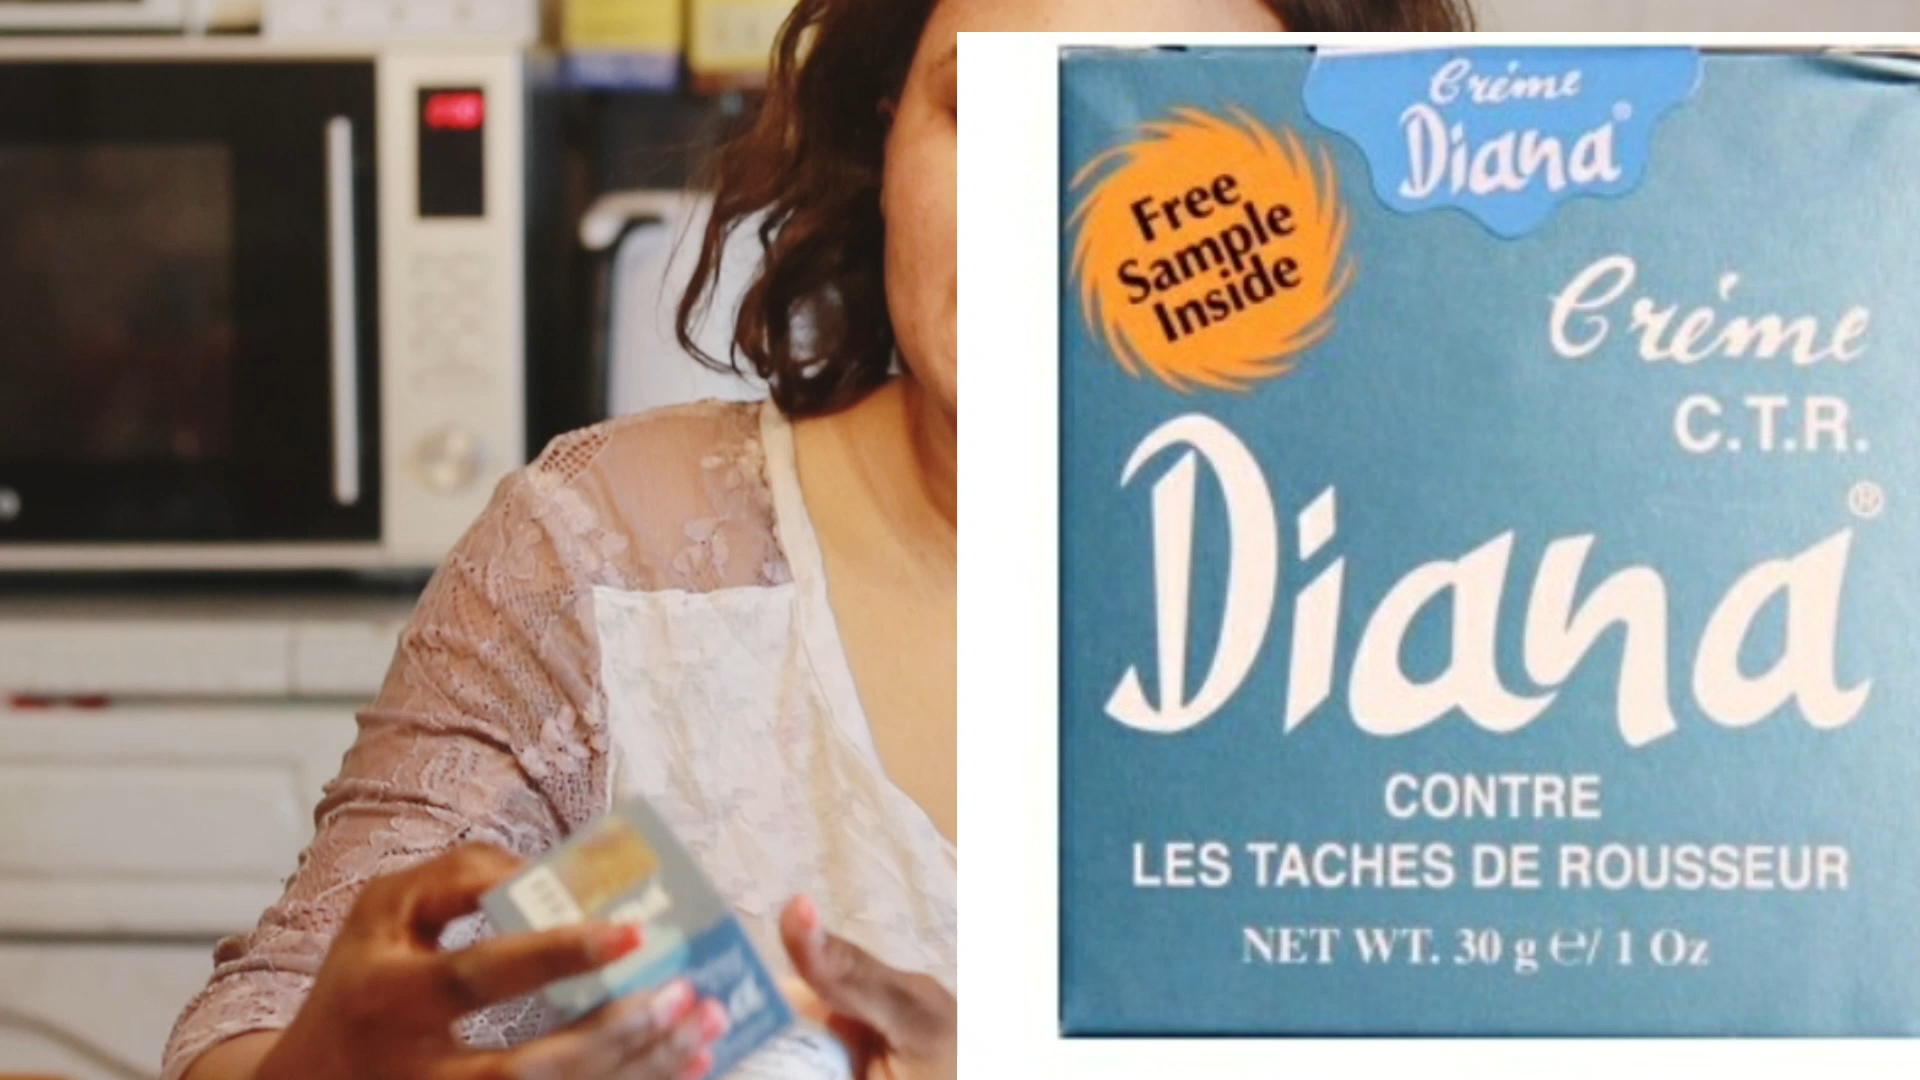 Crème
Diana®
Free
Sample
Inside
Crème
C.T.R.
Diana®
CONTRE
LES TACHES DE ROUSSEUR
NET WT. 30 g ℮/ 1 Oz